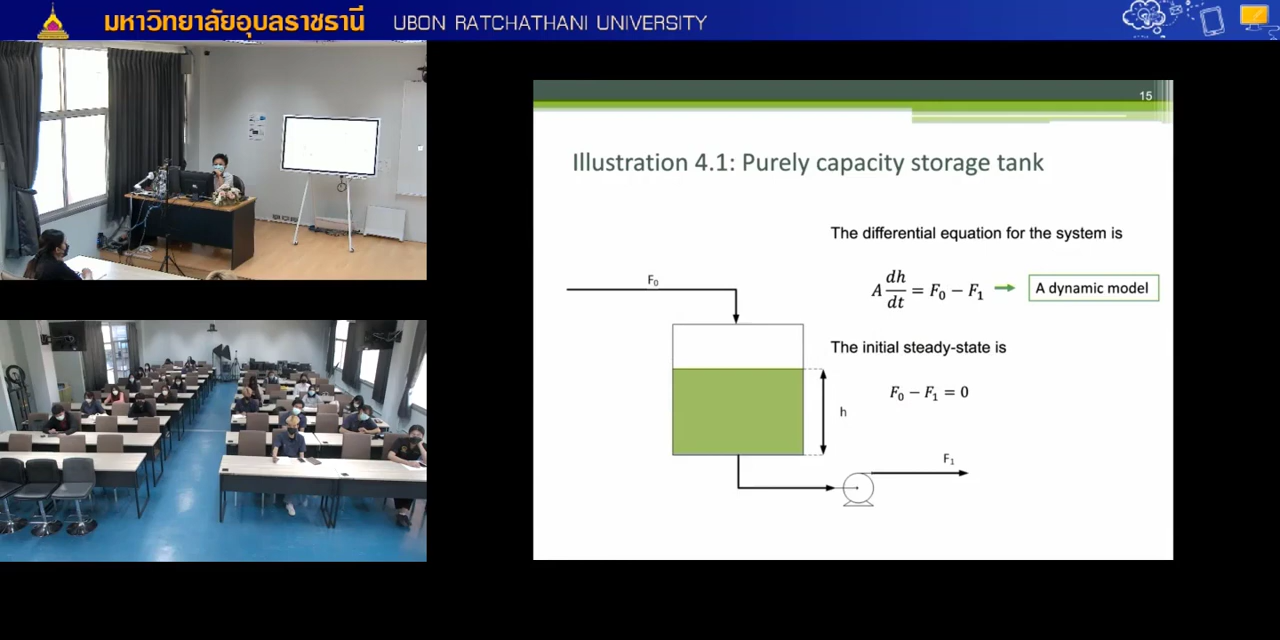 มหาวิทยาลัยอุบลราชธานี UBON RATCHATHANI UNIVERSITY
15
Illustration 4.1: Purely capacity storage tank
The differential equation for the system is
A dh/dt = F₀ − F₁
A dynamic model
The initial steady-state is
F₀ − F₁ = 0
F₀
h
F₁